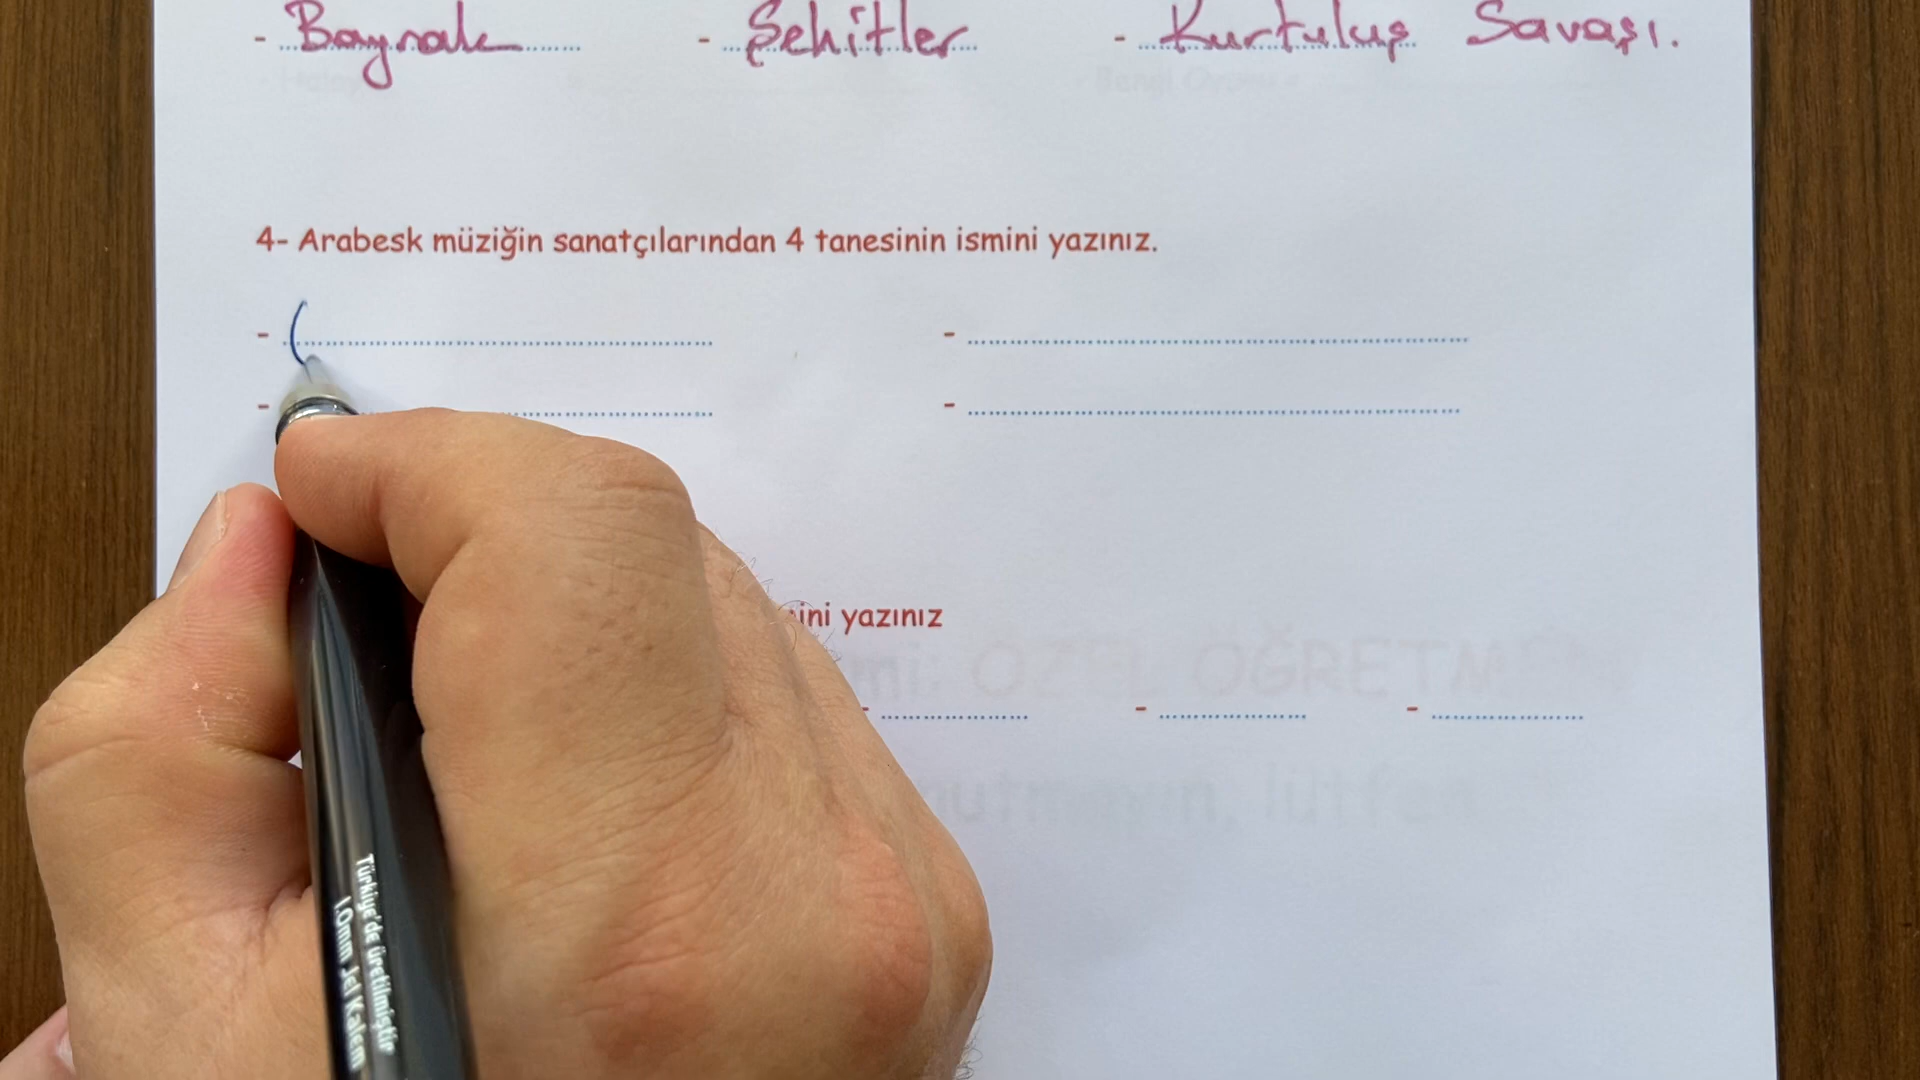 - Bayrak - Şehitler - Kurtuluş Savaşı.
4- Arabesk müziğin sanatçılarından 4 tanesinin ismini yazınız.
- ........ - ........
- ........ - ........
yazınız
- ........ - ........ - ........
Türkiye'de üretilmiştir
1.0mm Jel Kalem